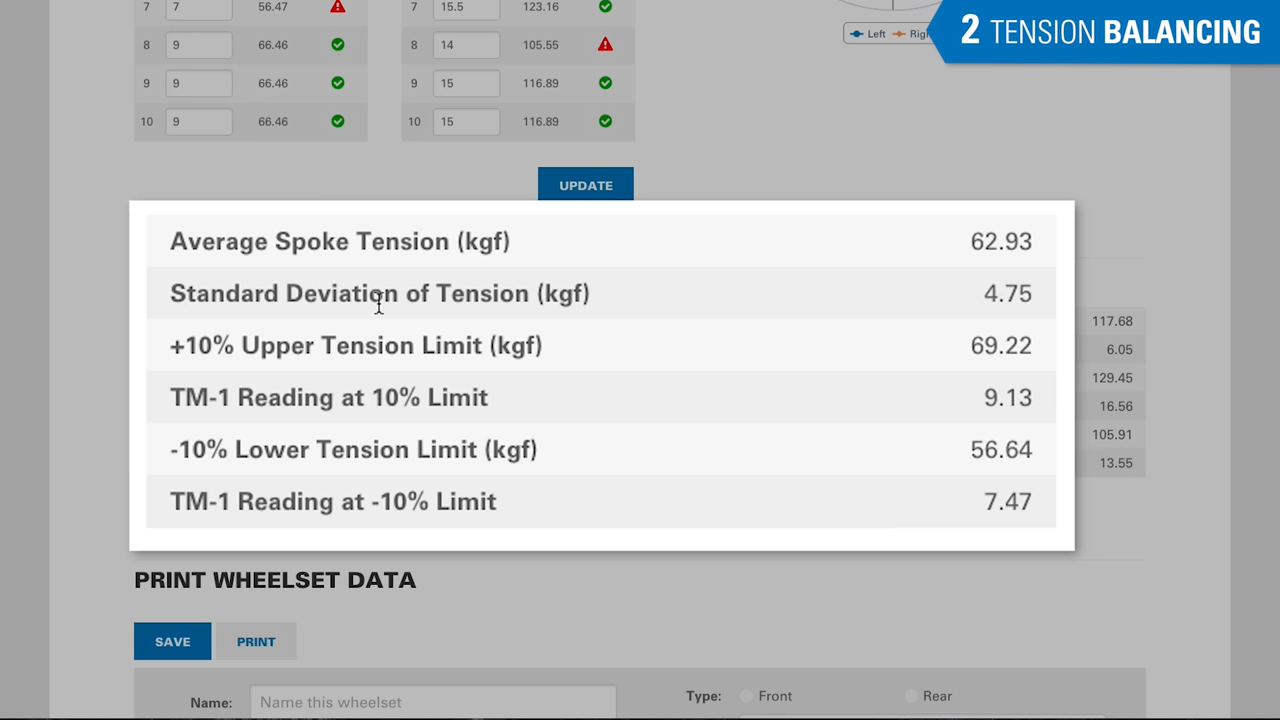 2 TENSION BALANCING
7 7 56.47 7 15.5 123.16
8 9 66.46 8 14 105.55
9 9 66.46 9 15 116.89
10 9 66.46 10 15 116.89
Left
UPDATE
Average Spoke Tension (kgf) 62.93
Standard Deviation of Tension (kgf) 4.75
+10% Upper Tension Limit (kgf) 69.22
TM-1 Reading at 10% Limit 9.13
-10% Lower Tension Limit (kgf) 56.64
TM-1 Reading at -10% Limit 7.47
117.68
6.05
129.45
16.56
105.91
13.55
PRINT WHEELSET DATA
SAVE PRINT
Name: Name this wheelset Type: Front Rear